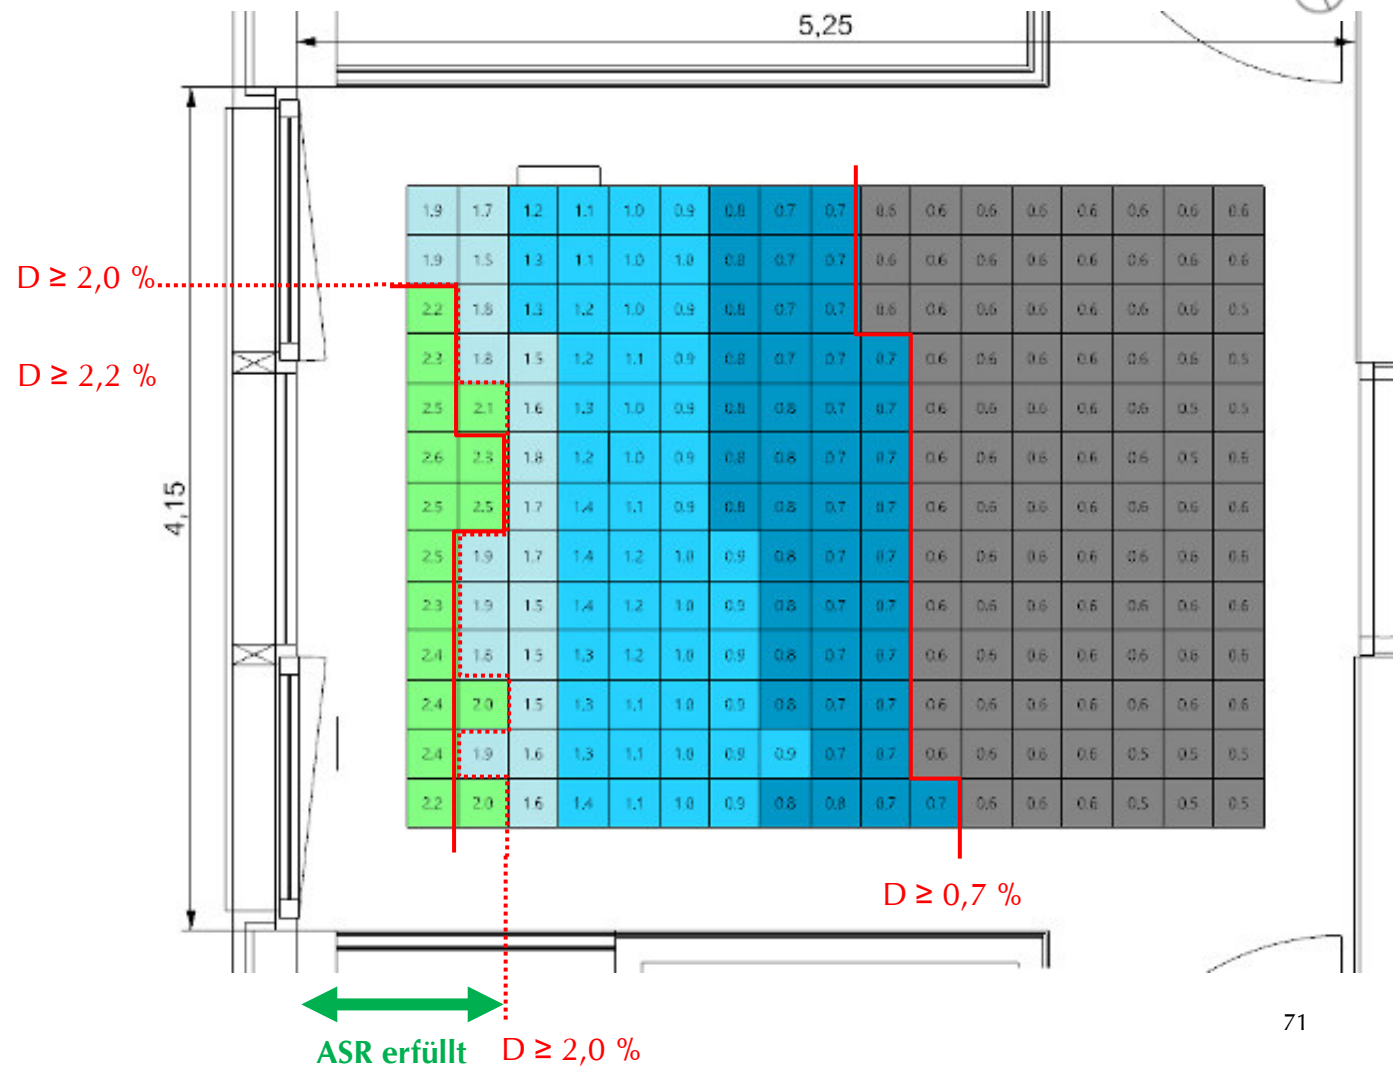 5,25
1.9 1.7 1.2 1.1 1.0 0.9 0.8 0.7 0.7 0.6 0.6 0.6 0.6 0.6 0.6 0.6 0.6
1.9 1.5 1.3 1.1 1.0 1.0 0.8 0.7 0.7 0.6 0.6 0.6 0.6 0.6 0.6 0.6 0.6
D ≥ 2,0 %
2.2 1.8 1.3 1.2 1.0 0.9 0.8 0.7 0.7 0.6 0.6 0.6 0.6 0.6 0.6 0.6 0.5
2.3 1.8 1.5 1.2 1.1 0.9 0.8 0.7 0.7 0.7 0.6 0.6 0.6 0.6 0.6 0.6 0.5
D ≥ 2,2 %
2.5 2.1 1.6 1.3 1.0 0.9 0.8 0.8 0.7 0.7 0.6 0.6 0.6 0.6 0.6 0.5 0.5
2.6 2.3 1.8 1.2 1.0 0.9 0.8 0.8 0.7 0.7 0.6 0.6 0.6 0.6 0.6 0.5 0.6
4,15
2.5 2.5 1.7 1.4 1.1 0.9 0.8 0.8 0.7 0.7 0.6 0.6 0.6 0.6 0.6 0.6 0.6
2.5 1.9 1.7 1.4 1.2 1.0 0.9 0.8 0.7 0.7 0.6 0.6 0.6 0.6 0.5 0.6 0.6
2.3 1.9 1.5 1.4 1.2 1.0 0.9 0.8 0.7 0.7 0.6 0.6 0.6 0.6 0.6 0.6 0.6
2.4 1.8 1.5 1.3 1.2 1.0 0.9 0.8 0.7 0.7 0.6 0.6 0.6 0.6 0.6 0.6 0.6
2.4 2.0 1.5 1.3 1.1 1.0 0.9 0.8 0.7 0.7 0.6 0.6 0.6 0.6 0.6 0.6 0.6
2.4 1.9 1.6 1.3 1.1 1.0 0.9 0.9 0.7 0.7 0.6 0.6 0.6 0.6 0.5 0.5 0.5
2.2 2.0 1.6 1.4 1.1 1.0 0.9 0.8 0.8 0.7 0.7 0.6 0.6 0.6 0.5 0.5 0.5
D ≥ 0,7 %
71
ASR erfüllt
D ≥ 2,0 %